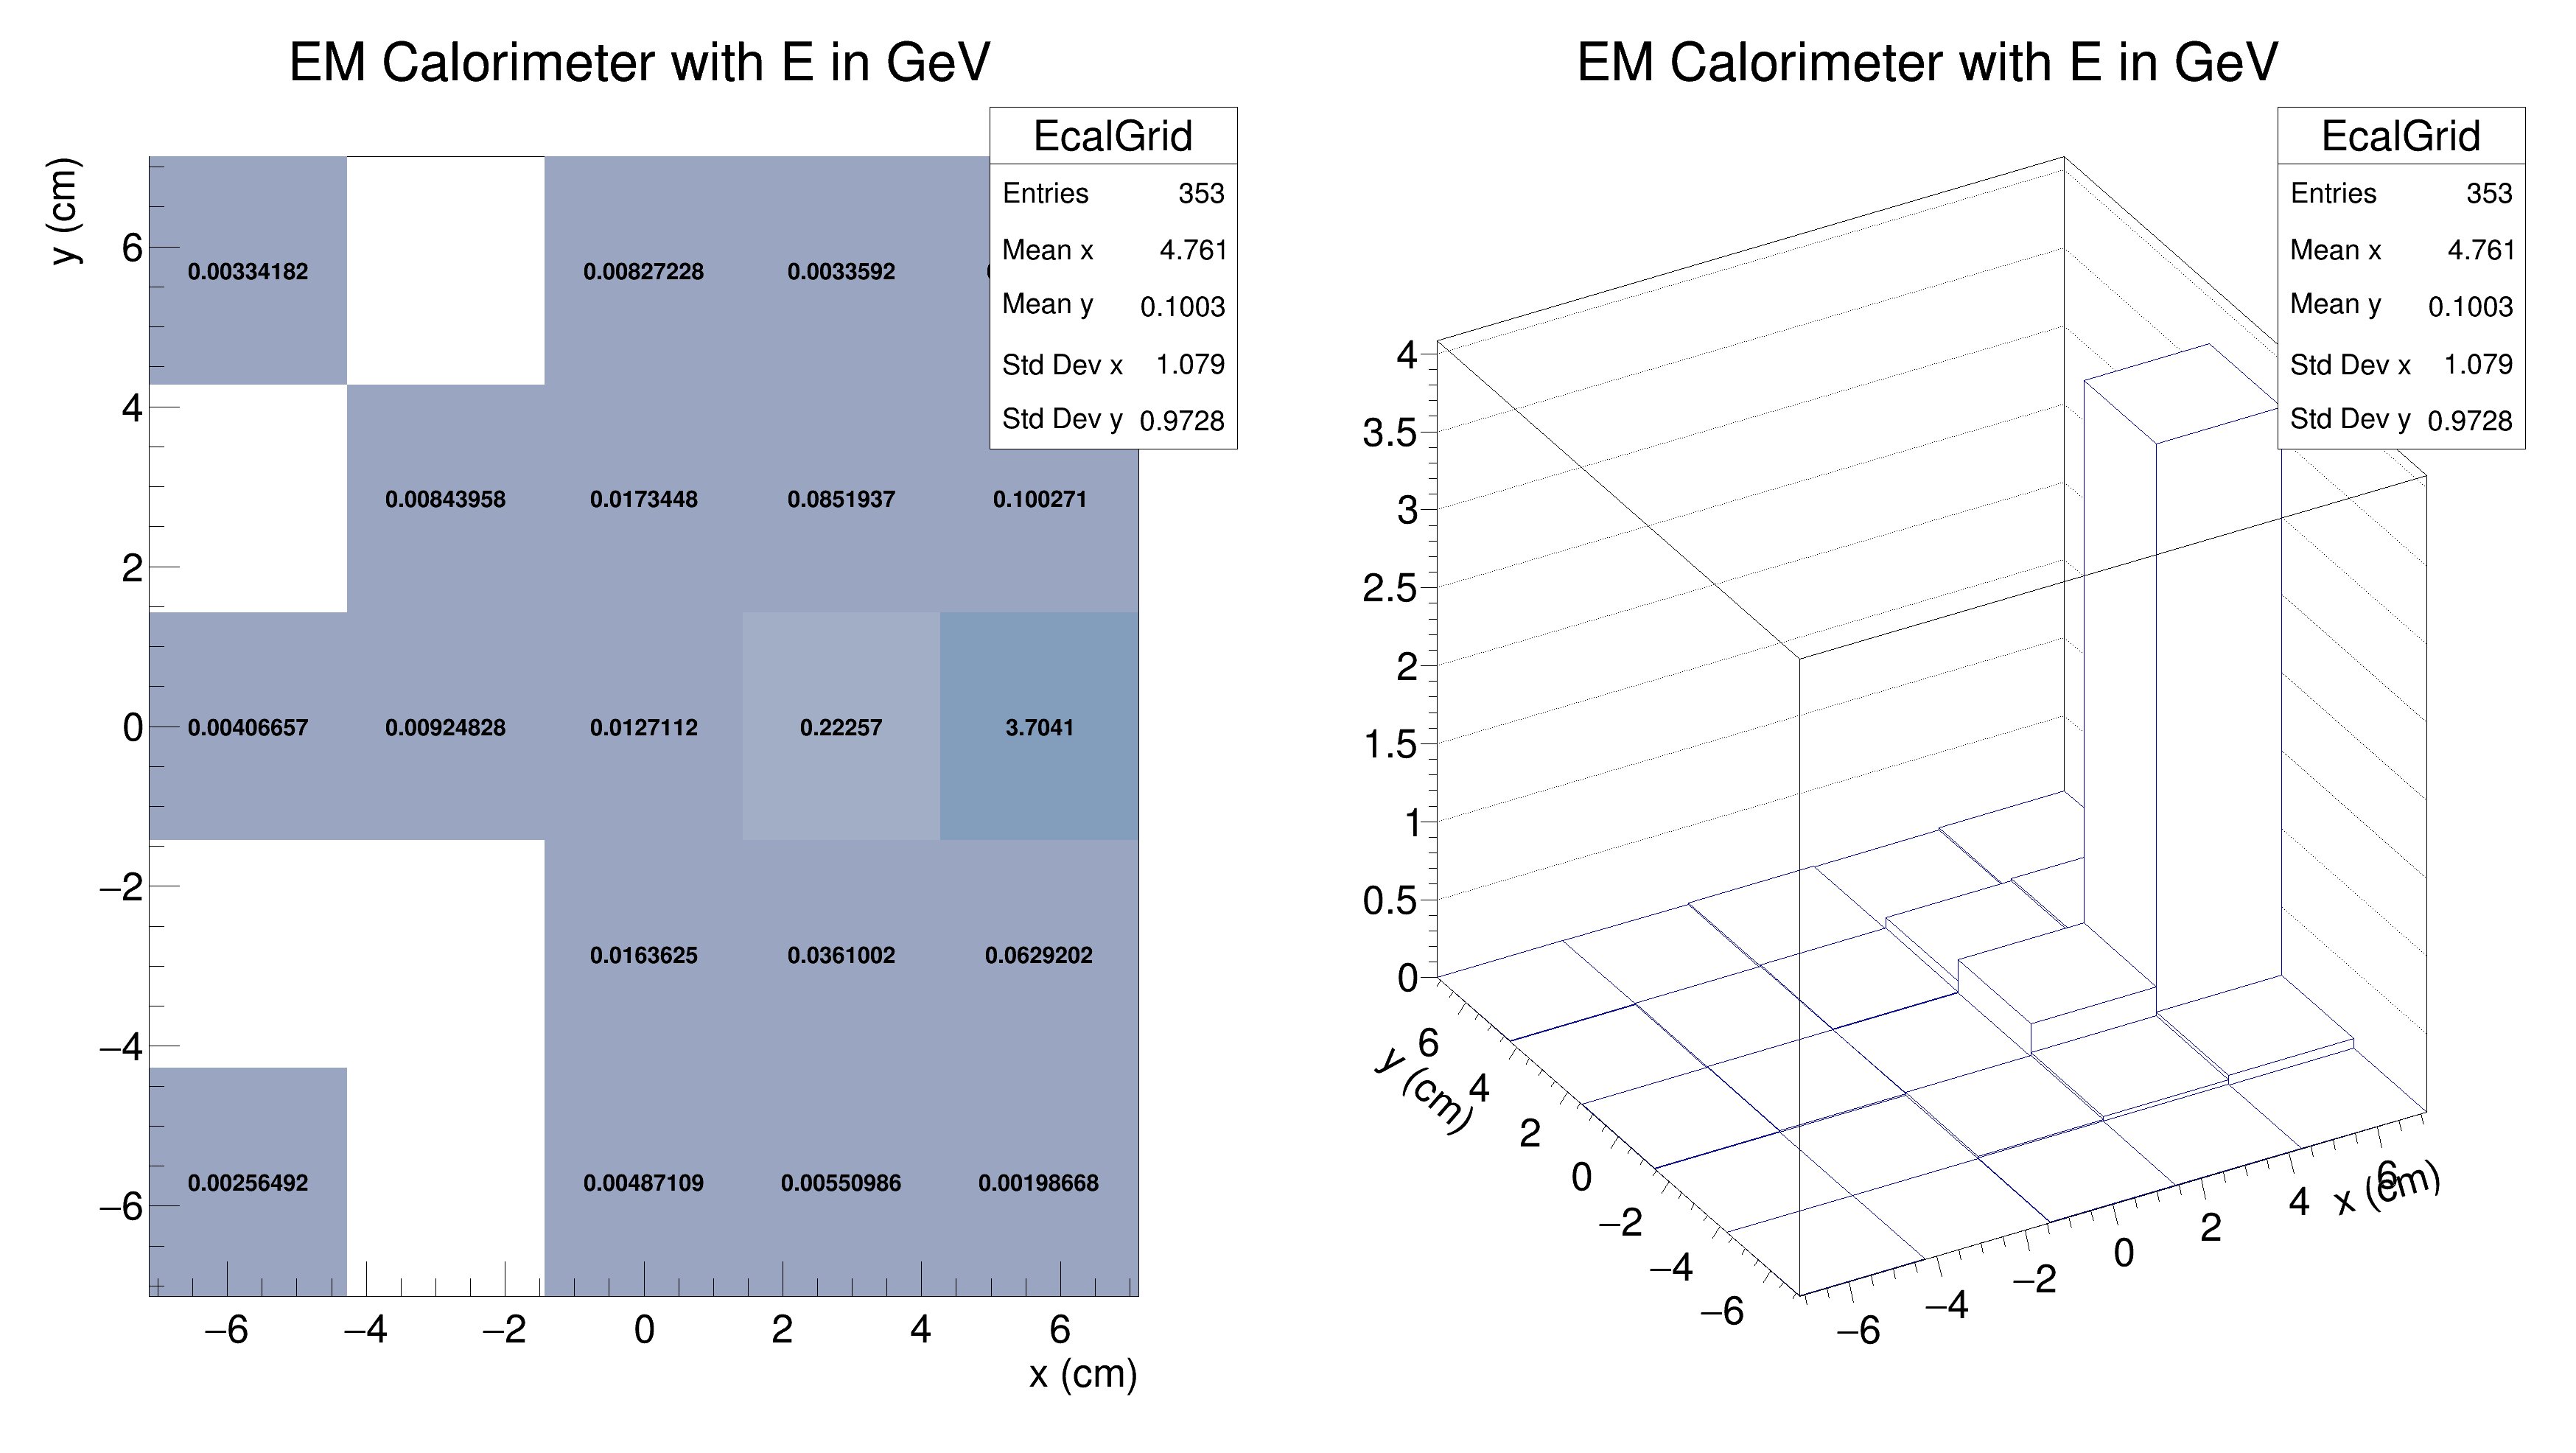 EM Calorimeter with E in GeV
EcalGrid
Entries 353
Mean x 4.761
Mean y 0.1003
Std Dev x 1.079
Std Dev y 0.9728
y (cm)
6
4
2
0
−2
−4
−6
0.00334182 0.00827228 0.0033592
0.00843958 0.0173448 0.0851937 0.100271
0.00406657 0.00924828 0.0127112 0.22257 3.7041
0.0163625 0.0361002 0.0629202
0.00256492 0.00487109 0.00550986 0.00198668
−6 −4 −2 0 2 4 6
x (cm)
EM Calorimeter with E in GeV
EcalGrid
Entries 353
Mean x 4.761
Mean y 0.1003
Std Dev x 1.079
Std Dev y 0.9728
4
3.5
3
2.5
2
1.5
1
0.5
0
y (cm)
6
4
2
0
−2
−4
−6
−6 −4 −2 0 2 4 6
x (cm)